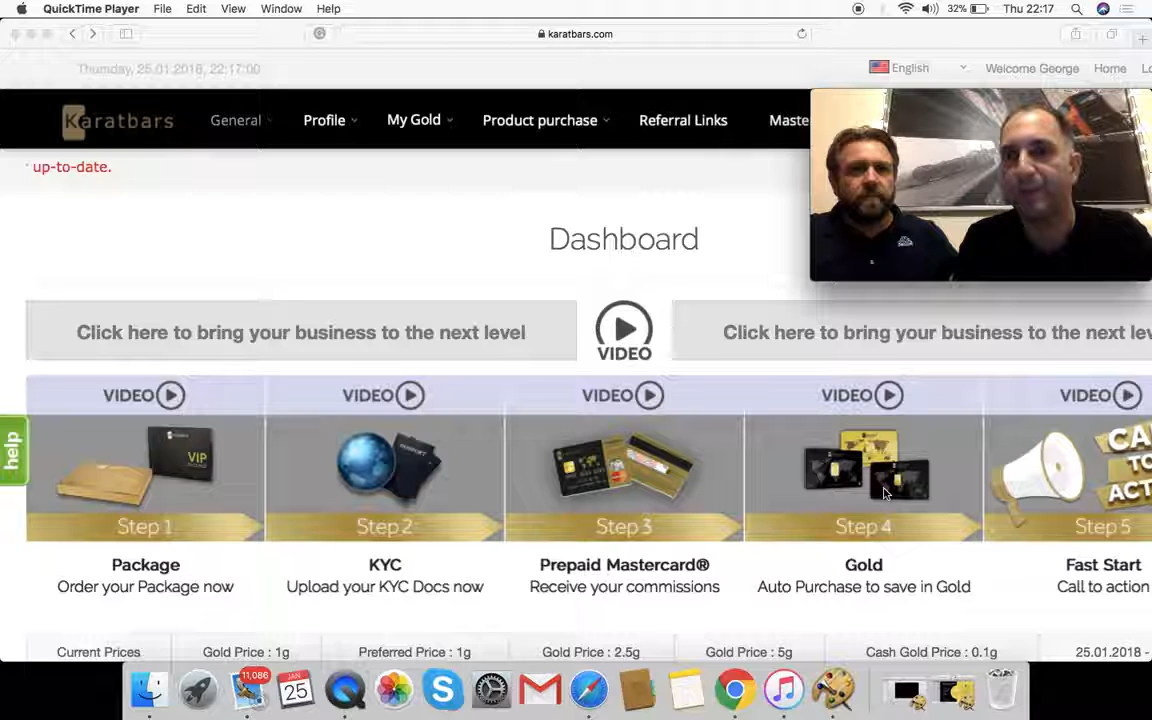 QuickTime Player File Edit View Window Help 32% Thu 22:17
karatbars.com
Thursday, 25.01.2018, 22:17:00 English Welcome George Home Lo
Karatbars General Profile My Gold Product purchase Referral Links Maste
up-to-date.
Dashboard
Click here to bring your business to the next level VIDEO Click here to bring your business to the next lev
VIDEO VIDEO VIDEO VIDEO VIDEO
VIP PASSPORT CA
TO
ACT
Step 1 Step 2 Step 3 Step 4 Step 5
Package KYC Prepaid Mastercard® Gold Fast Start
Order your Package now Upload your KYC Docs now Receive your commissions Auto Purchase to save in Gold Call to action
help
Current Prices Gold Price : 1g Preferred Price : 1g Gold Price : 2.5g Gold Price : 5g Cash Gold Price : 0.1g 25.01.2018 -
11,086 JAN
25